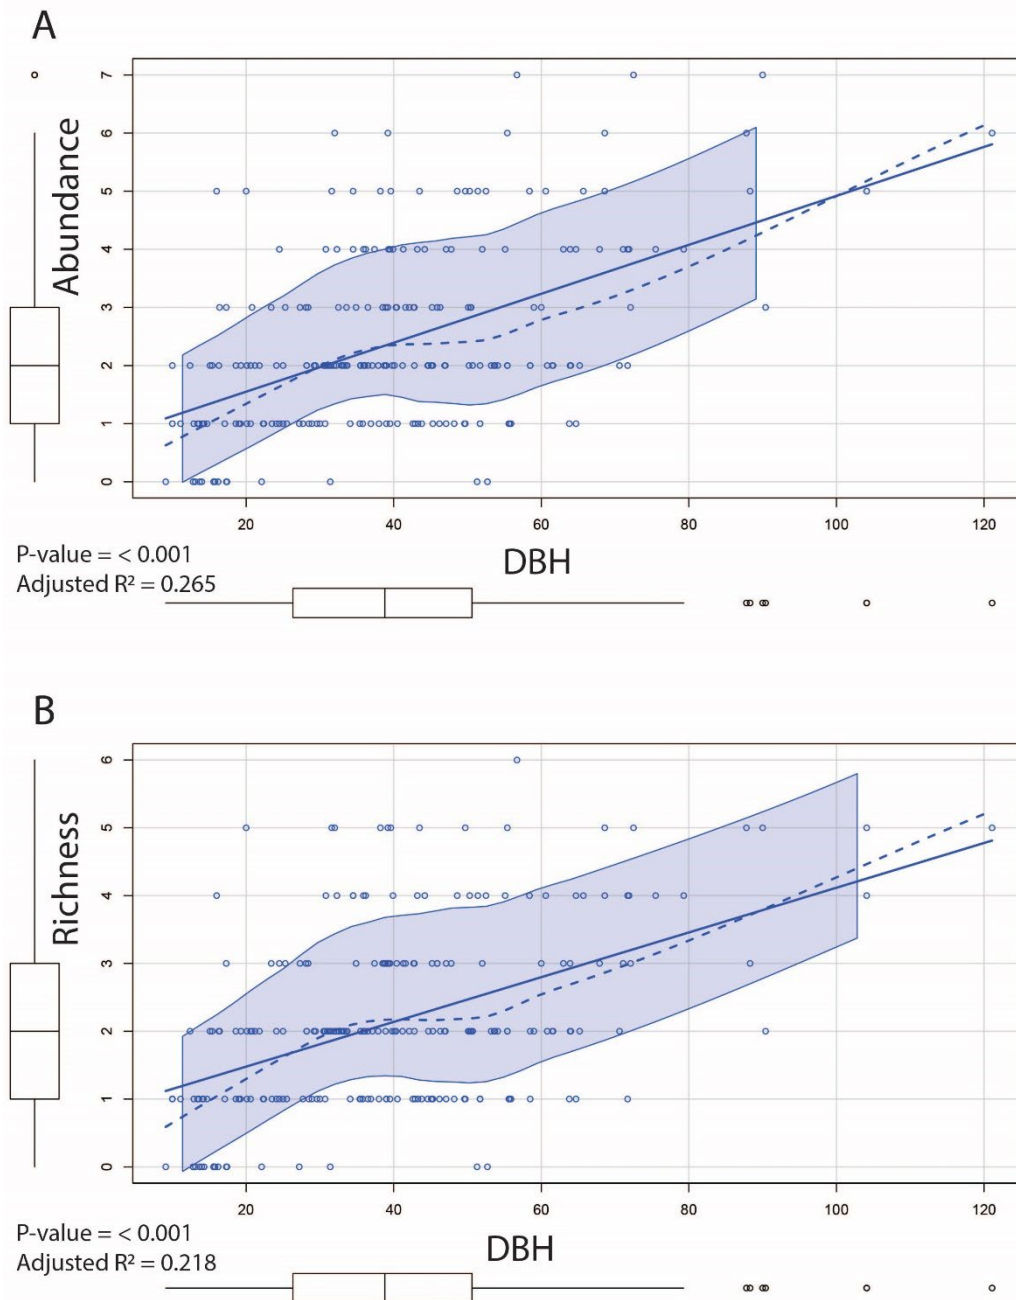 A
Abundance
7
6
5
4
3
2
1
0
20 40 60 80 100 120
DBH
P-value = < 0.001
Adjusted R² = 0.265
B
Richness
6
5
4
3
2
1
0
20 40 60 80 100 120
DBH
P-value = < 0.001
Adjusted R² = 0.218